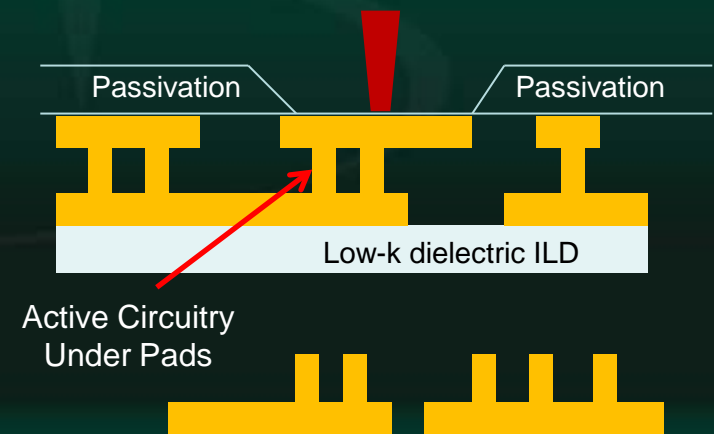 Passivation
Passivation
Low-k dielectric ILD
Active Circuitry
Under Pads